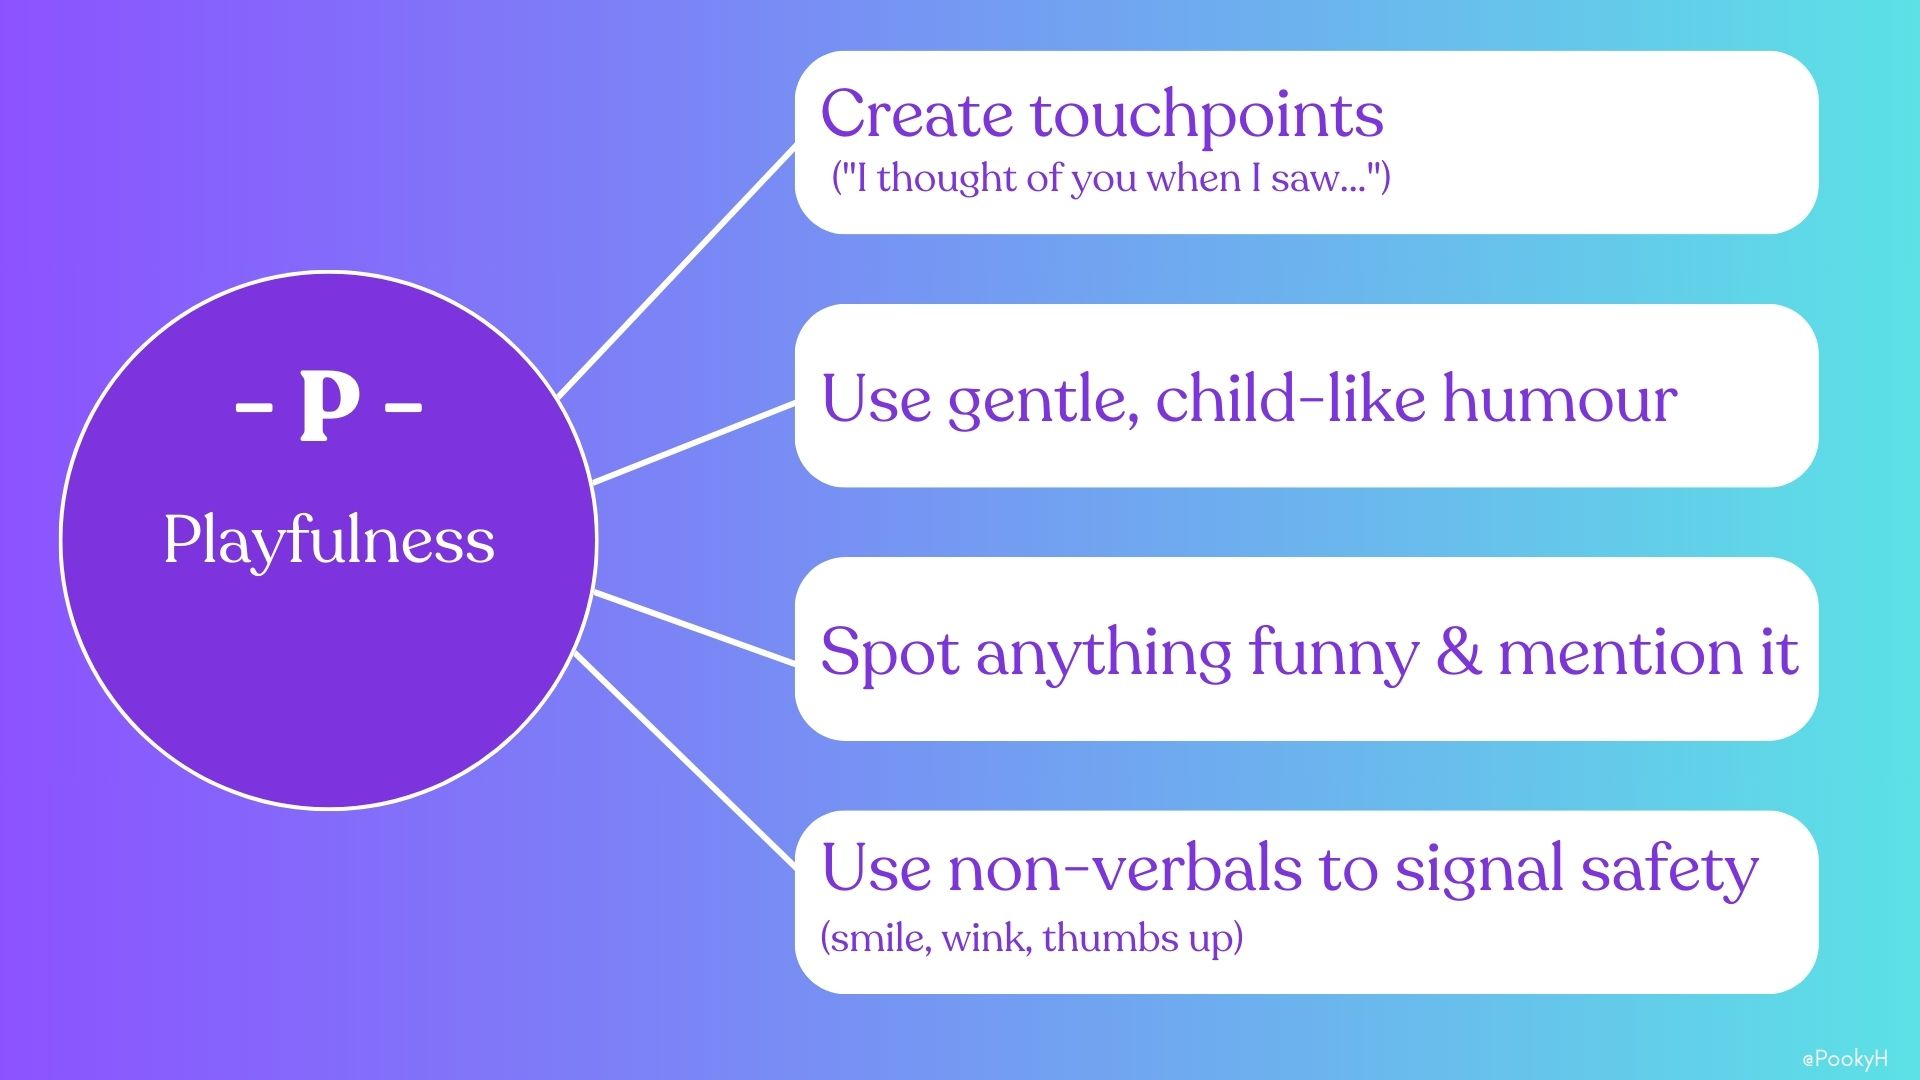 - P -
Playfulness
Create touchpoints
("I thought of you when I saw...")
Use gentle, child-like humour
Spot anything funny & mention it
Use non-verbals to signal safety
(smile, wink, thumbs up)
@PookyH